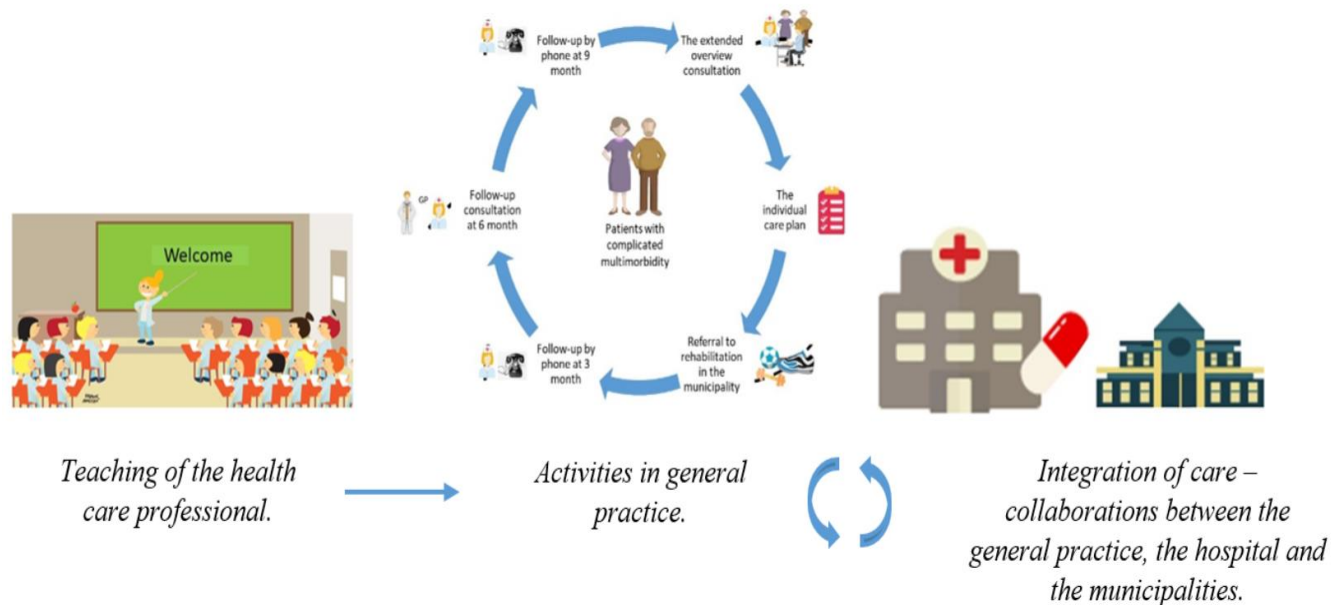 Follow-up by
phone at 9
month
The extended
overview
consultation
The
individual
care plan
Referral to
rehabilitation
in the
municipality
Follow-up by
phone at 3
month
GP
Follow-up
consultation
at 6 month
Patients with
complicated
multimorbidity
Welcome
Teaching of the health
care professional.
Activities in general
practice.
Integration of care –
collaborations between the
general practice, the hospital and
the municipalities.